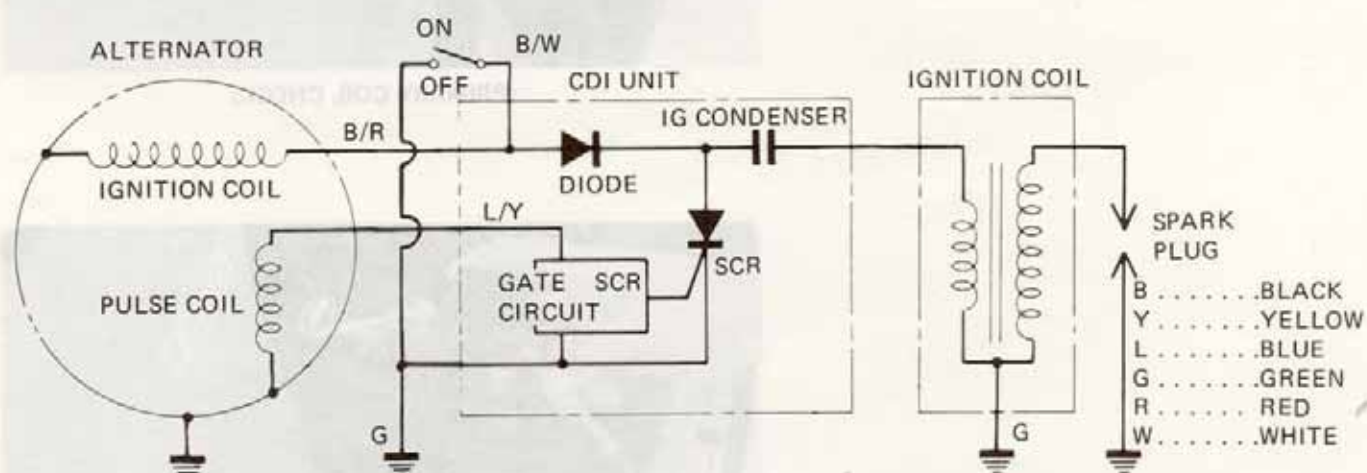 ALTERNATOR
IGNITION COIL
PULSE COIL
B/R
L/Y
ON
OFF
B/W
CDI UNIT
IG CONDENSER
DIODE
SCR
GATE SCR
CIRCUIT
G
IGNITION COIL
G
SPARK
PLUG
B.......BLACK
Y.......YELLOW
L.......BLUE
G.......GREEN
R.......RED
W.......WHITE